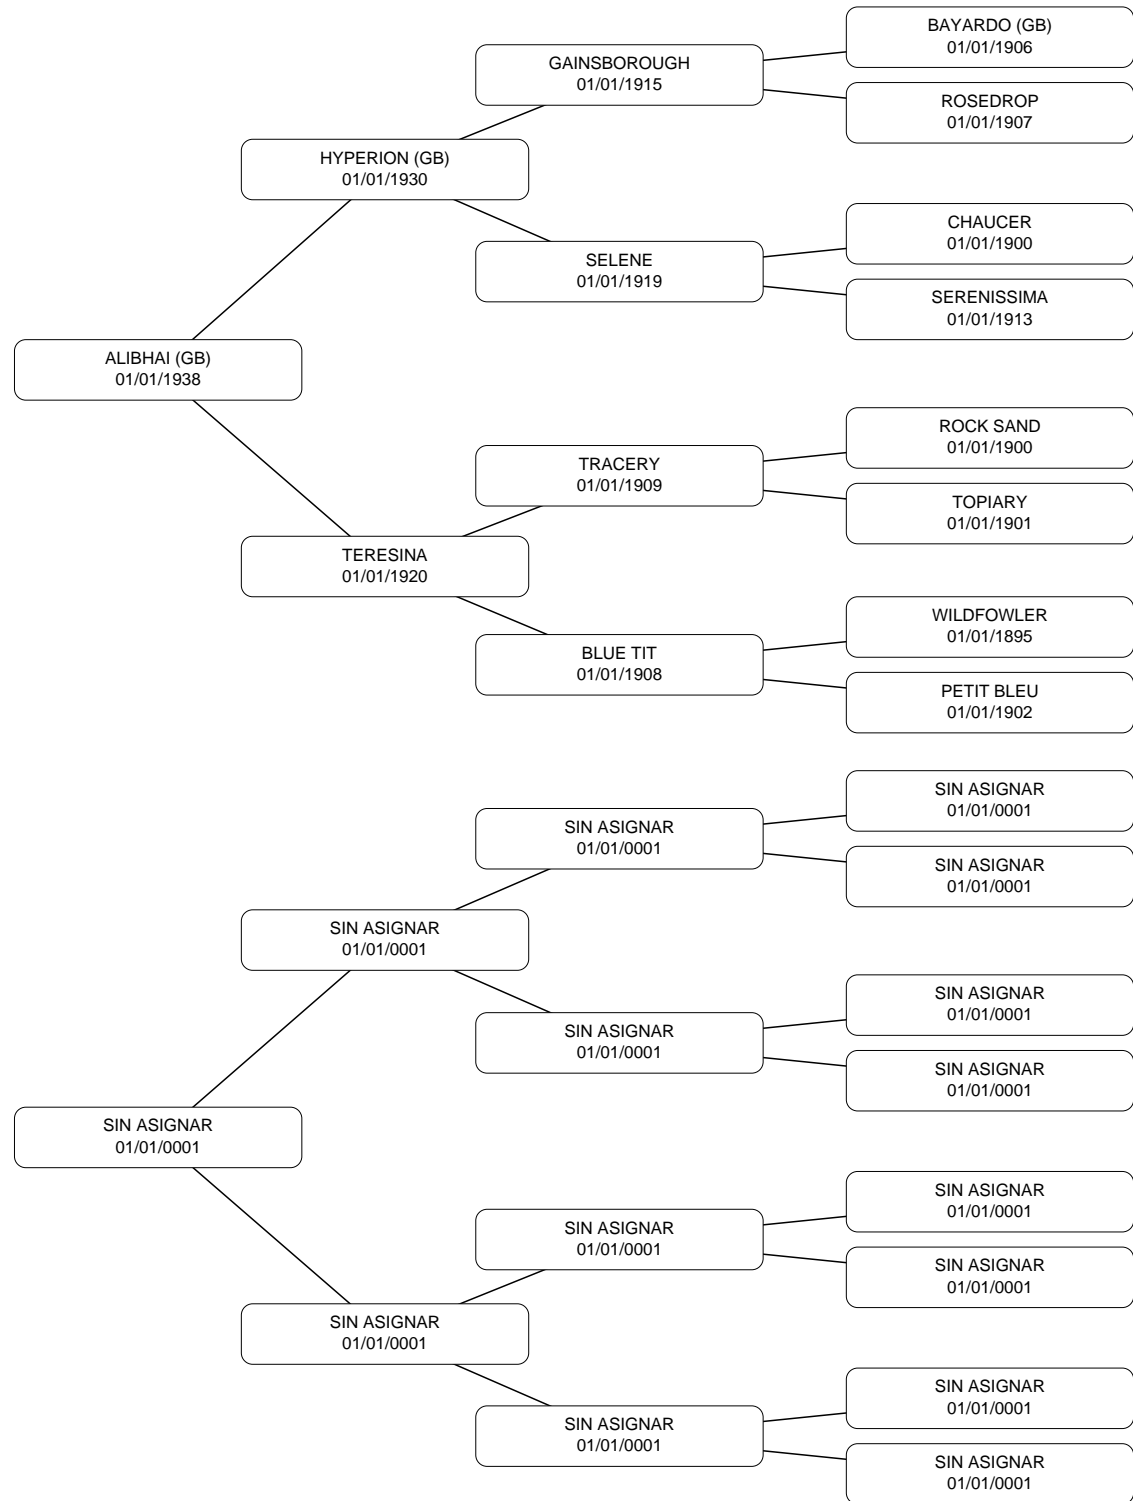 BAYARDO (GB)
01/01/1906
GAINSBOROUGH
01/01/1915
ROSEDROP
01/01/1907
HYPERION (GB)
01/01/1930
CHAUCER
01/01/1900
SELENE
01/01/1919
SERENISSIMA
01/01/1913
ALIBHAI (GB)
01/01/1938
ROCK SAND
01/01/1900
TRACERY
01/01/1909
TOPIARY
01/01/1901
TERESINA
01/01/1920
WILDFOWLER
01/01/1895
BLUE TIT
01/01/1908
PETIT BLEU
01/01/1902
SIN ASIGNAR
01/01/0001
SIN ASIGNAR
01/01/0001
SIN ASIGNAR
01/01/0001
SIN ASIGNAR
01/01/0001
SIN ASIGNAR
01/01/0001
SIN ASIGNAR
01/01/0001
SIN ASIGNAR
01/01/0001
SIN ASIGNAR
01/01/0001
SIN ASIGNAR
01/01/0001
SIN ASIGNAR
01/01/0001
SIN ASIGNAR
01/01/0001
SIN ASIGNAR
01/01/0001
SIN ASIGNAR
01/01/0001
SIN ASIGNAR
01/01/0001
SIN ASIGNAR
01/01/0001